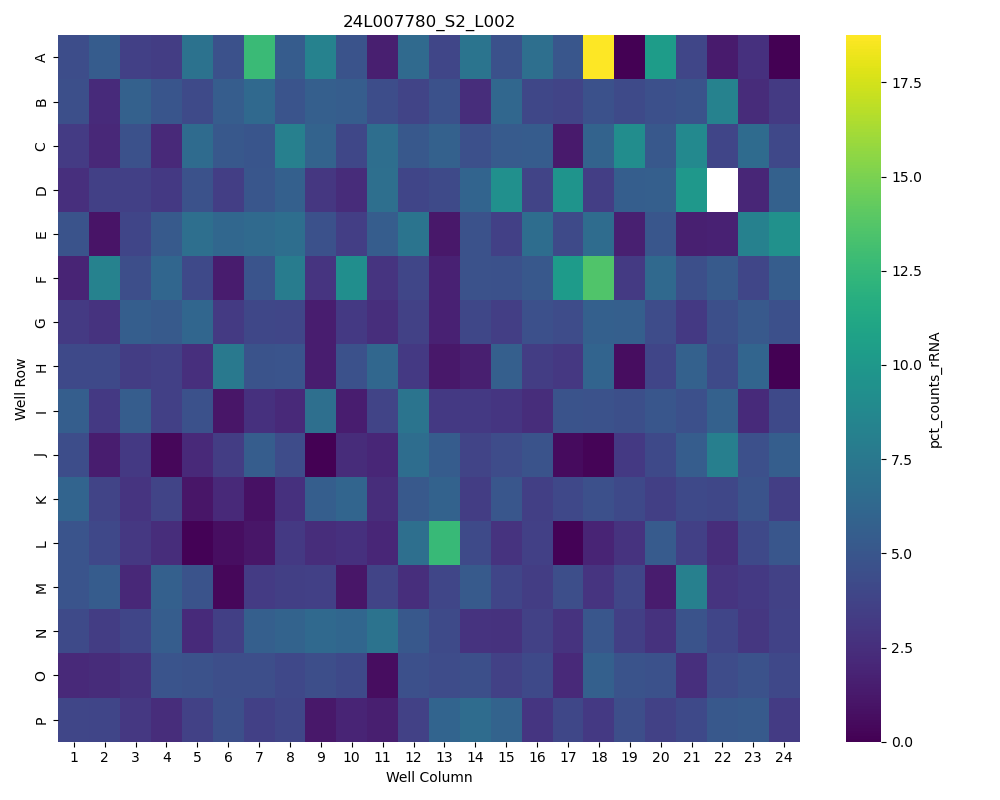 24L007780_S2_L002
A
B
C
D
E
F
G
H
I
J
K
L
M
N
O
P
Well Row
1 2 3 4 5 6 7 8 9 10 11 12 13 14 15 16 17 18 19 20 21 22 23 24
Well Column
17.5
15.0
12.5
10.0
7.5
5.0
2.5
0.0
pct_counts_rRNA